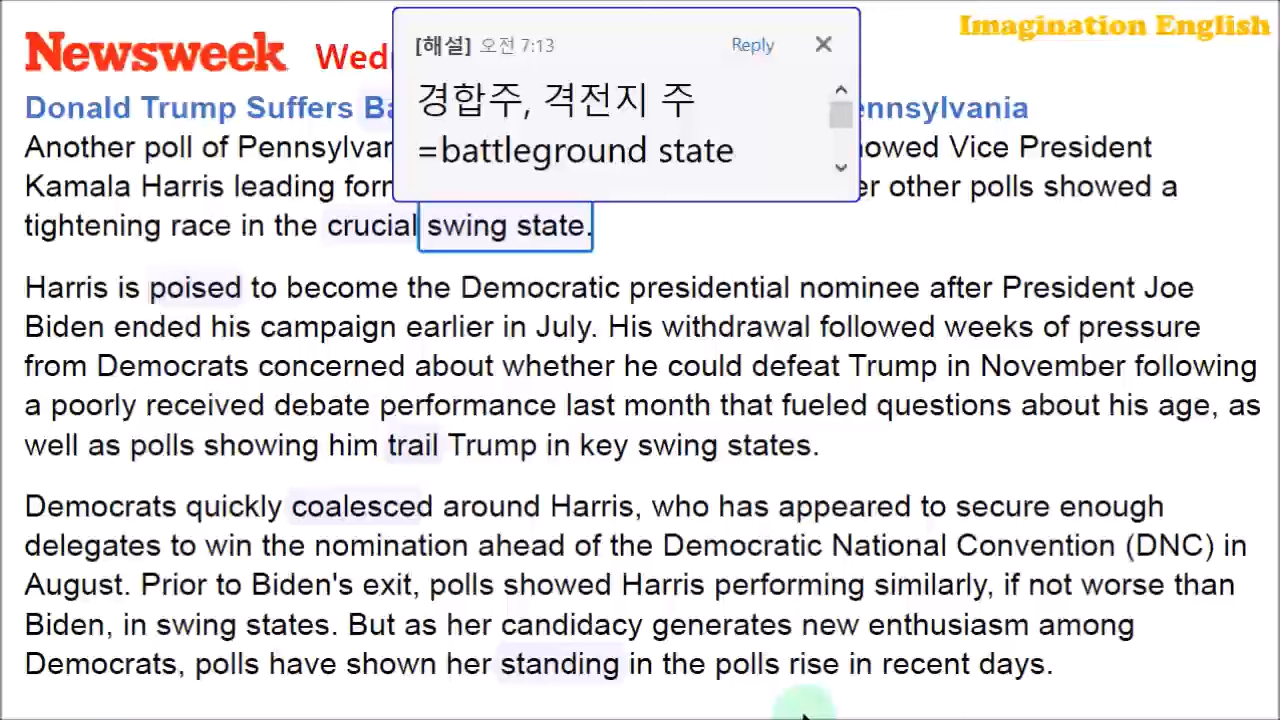 Imagination English
Newsweek Wed
[해설] 오전 7:13 Reply
경합주, 격전지 주
=battleground state
Donald Trump Suffers
Another poll of howed Vice President
Kamala Harris leading other polls showed a
tightening race in the crucial swing state.
Harris is poised to become the Democratic presidential nominee after President Joe
Biden ended his campaign earlier in July. His withdrawal followed weeks of pressure
from Democrats concerned about whether he could defeat Trump in November following
a poorly received debate performance last month that fueled questions about his age, as
well as polls showing him trail Trump in key swing states.
Democrats quickly coalesced around Harris, who has appeared to secure enough
delegates to win the nomination ahead of the Democratic National Convention (DNC) in
August. Prior to Biden's exit, polls showed Harris performing similarly, if not worse than
Biden, in swing states. But as her candidacy generates new enthusiasm among
Democrats, polls have shown her standing in the polls rise in recent days.